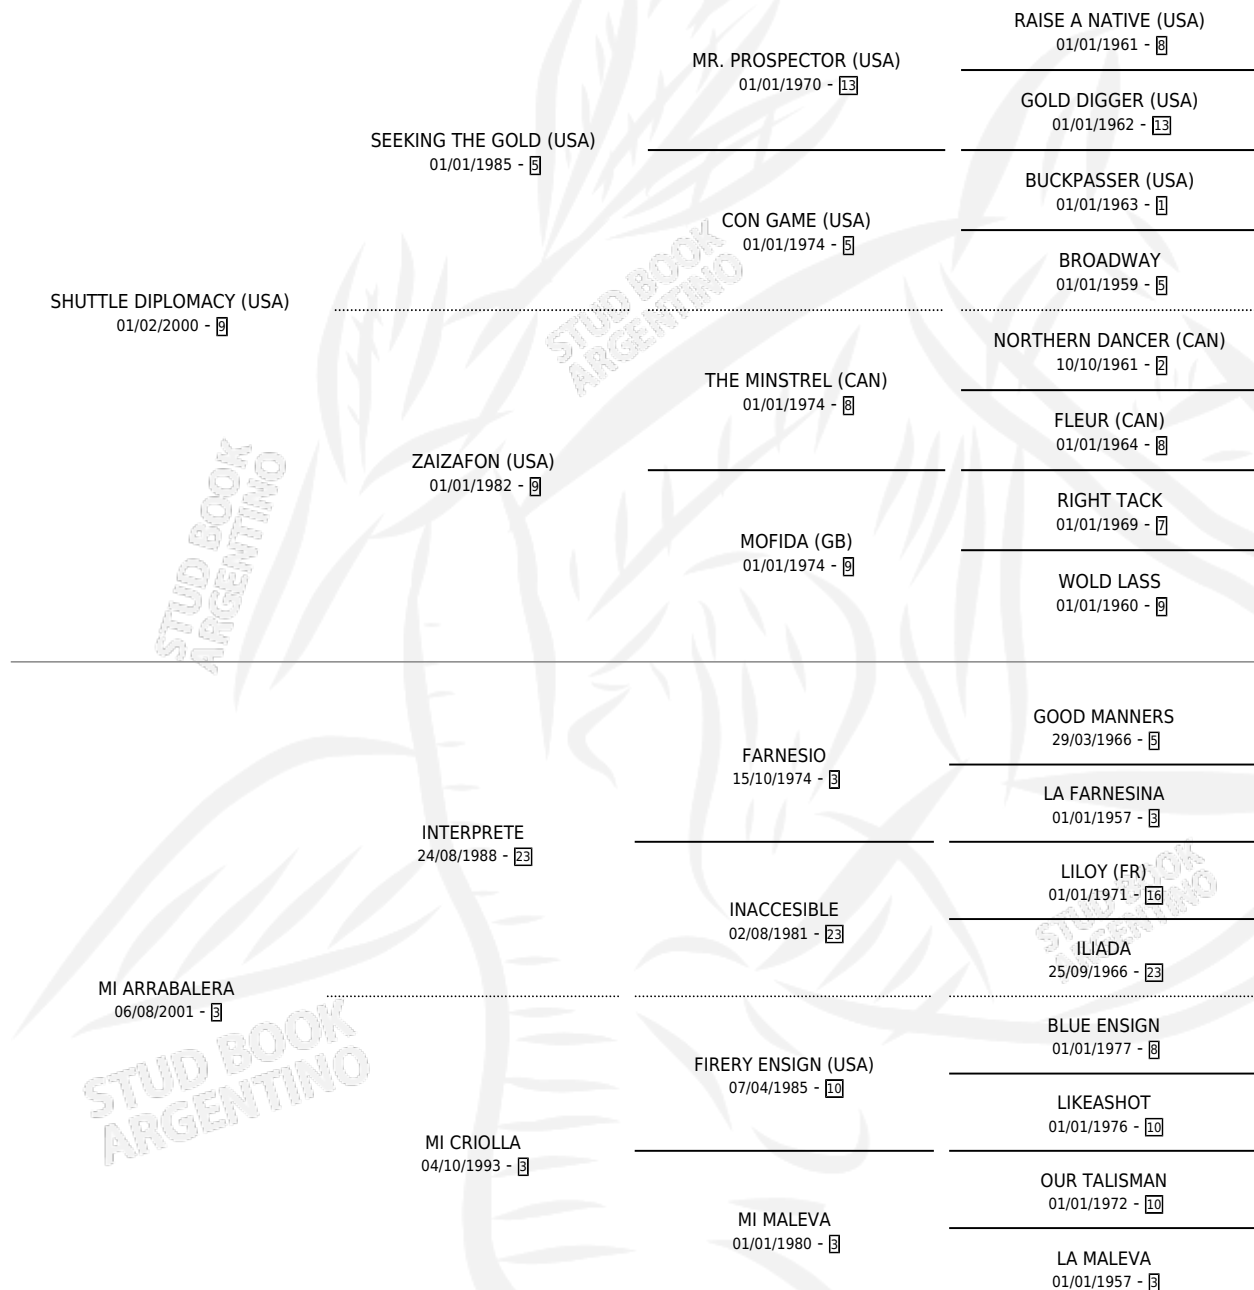 RAISE A NATIVE (USA)
01/01/1961 - 8
MR. PROSPECTOR (USA)
01/01/1970 - 13
GOLD DIGGER (USA)
01/01/1962 - 13
SEEKING THE GOLD (USA)
01/01/1985 - 5
BUCKPASSER (USA)
01/01/1963 - 1
CON GAME (USA)
01/01/1974 - 5
BROADWAY
01/01/1959 - 5
SHUTTLE DIPLOMACY (USA)
01/02/2000 - 9
NORTHERN DANCER (CAN)
10/10/1961 - 2
THE MINSTREL (CAN)
01/01/1974 - 8
FLEUR (CAN)
01/01/1964 - 8
ZAIZAFON (USA)
01/01/1982 - 9
RIGHT TACK
01/01/1969 - 7
MOFIDA (GB)
01/01/1974 - 9
WOLD LASS
01/01/1960 - 9
GOOD MANNERS
29/03/1966 - 5
FARNESIO
15/10/1974 - 3
LA FARNESINA
01/01/1957 - 3
INTERPRETE
24/08/1988 - 23
LILOY (FR)
01/01/1971 - 16
INACCESIBLE
02/08/1981 - 23
ILIADA
25/09/1966 - 23
MI ARRABALERA
06/08/2001 - 3
BLUE ENSIGN
01/01/1977 - 8
FIRERY ENSIGN (USA)
07/04/1985 - 10
LIKEASHOT
01/01/1976 - 10
MI CRIOLLA
04/10/1993 - 3
OUR TALISMAN
01/01/1972 - 10
MI MALEVA
01/01/1980 - 3
LA MALEVA
01/01/1957 - 3
STUD BOOK
ARGENTINO
STUD BOOK
ARGENTINO
STUD BOOK
ARGENTINO
STUD BOOK
ARGENTINO